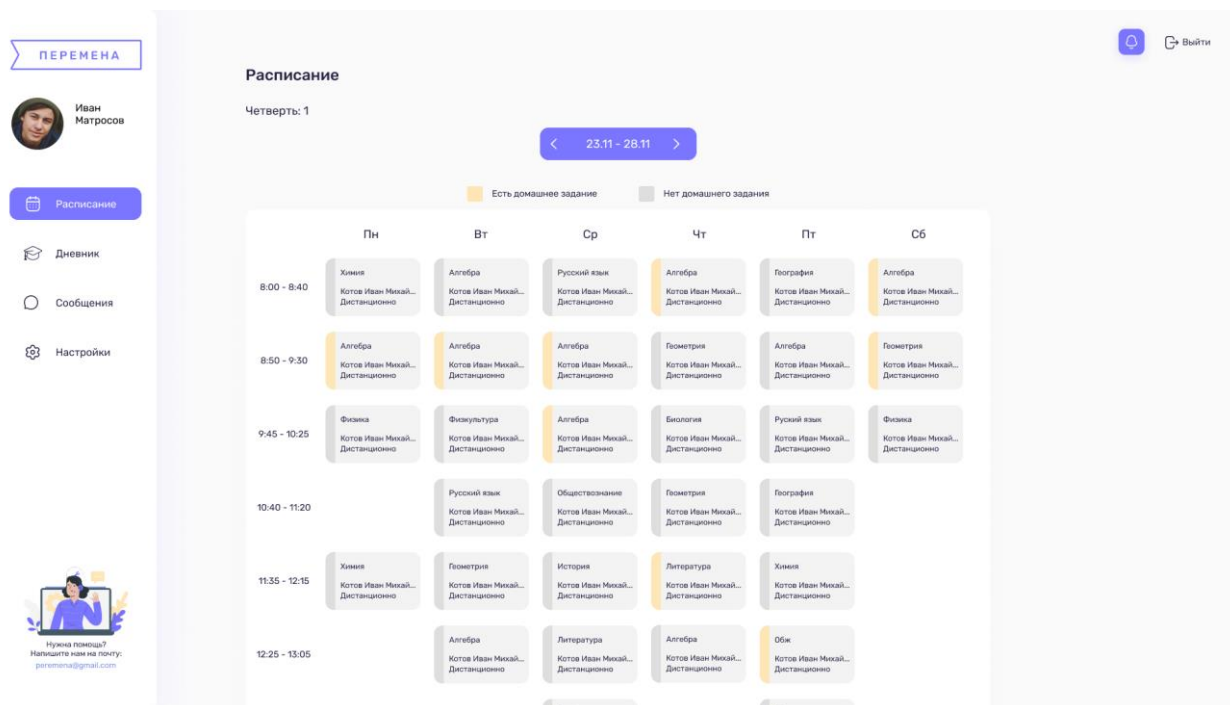 ПЕРЕМЕНА
Иван
Матросов
Расписание
Дневник
Сообщения
Настройки
Нужна помощь?
Напишите нам на почту:
peremena@gmail.com
Выйти
Расписание
Четверть: 1
23.11 - 28.11
Есть домашнее задание
Нет домашнего задания
Пн Вт Ср Чт Пт Сб
8:00 - 8:40
Химия Алгебра Русский язык Алгебра География Алгебра
Котов Иван Михай... Котов Иван Михай... Котов Иван Михай... Котов Иван Михай... Котов Иван Михай... Котов Иван Михай...
Дистанционно Дистанционно Дистанционно Дистанционно Дистанционно Дистанционно
8:50 - 9:30
Алгебра Алгебра Алгебра Геометрия Алгебра Геометрия
Котов Иван Михай... Котов Иван Михай... Котов Иван Михай... Котов Иван Михай... Котов Иван Михай... Котов Иван Михай...
Дистанционно Дистанционно Дистанционно Дистанционно Дистанционно Дистанционно
9:45 - 10:25
Физика Физкультура Алгебра Биология Руский язык Физика
Котов Иван Михай... Котов Иван Михай... Котов Иван Михай... Котов Иван Михай... Котов Иван Михай... Котов Иван Михай...
Дистанционно Дистанционно Дистанционно Дистанционно Дистанционно Дистанционно
10:40 - 11:20
Русский язык Обществознание Геометрия География
Котов Иван Михай... Котов Иван Михай... Котов Иван Михай... Котов Иван Михай...
Дистанционно Дистанционно Дистанционно Дистанционно
11:35 - 12:15
Химия Геометрия История Литература Химия
Котов Иван Михай... Котов Иван Михай... Котов Иван Михай... Котов Иван Михай... Котов Иван Михай...
Дистанционно Дистанционно Дистанционно Дистанционно Дистанционно
12:25 - 13:05
Алгебра Литература Алгебра Обж
Котов Иван Михай... Котов Иван Михай... Котов Иван Михай... Котов Иван Михай...
Дистанционно Дистанционно Дистанционно Дистанционно